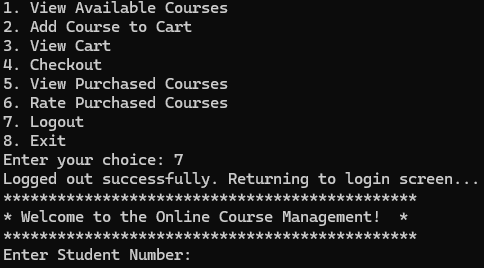 1. View Available Courses
2. Add Course to Cart
3. View Cart
4. Checkout
5. View Purchased Courses
6. Rate Purchased Courses
7. Logout
8. Exit
Enter your choice: 7
Logged out successfully. Returning to login screen...
**********************************************
* Welcome to the Online Course Management!  *
**********************************************
Enter Student Number: